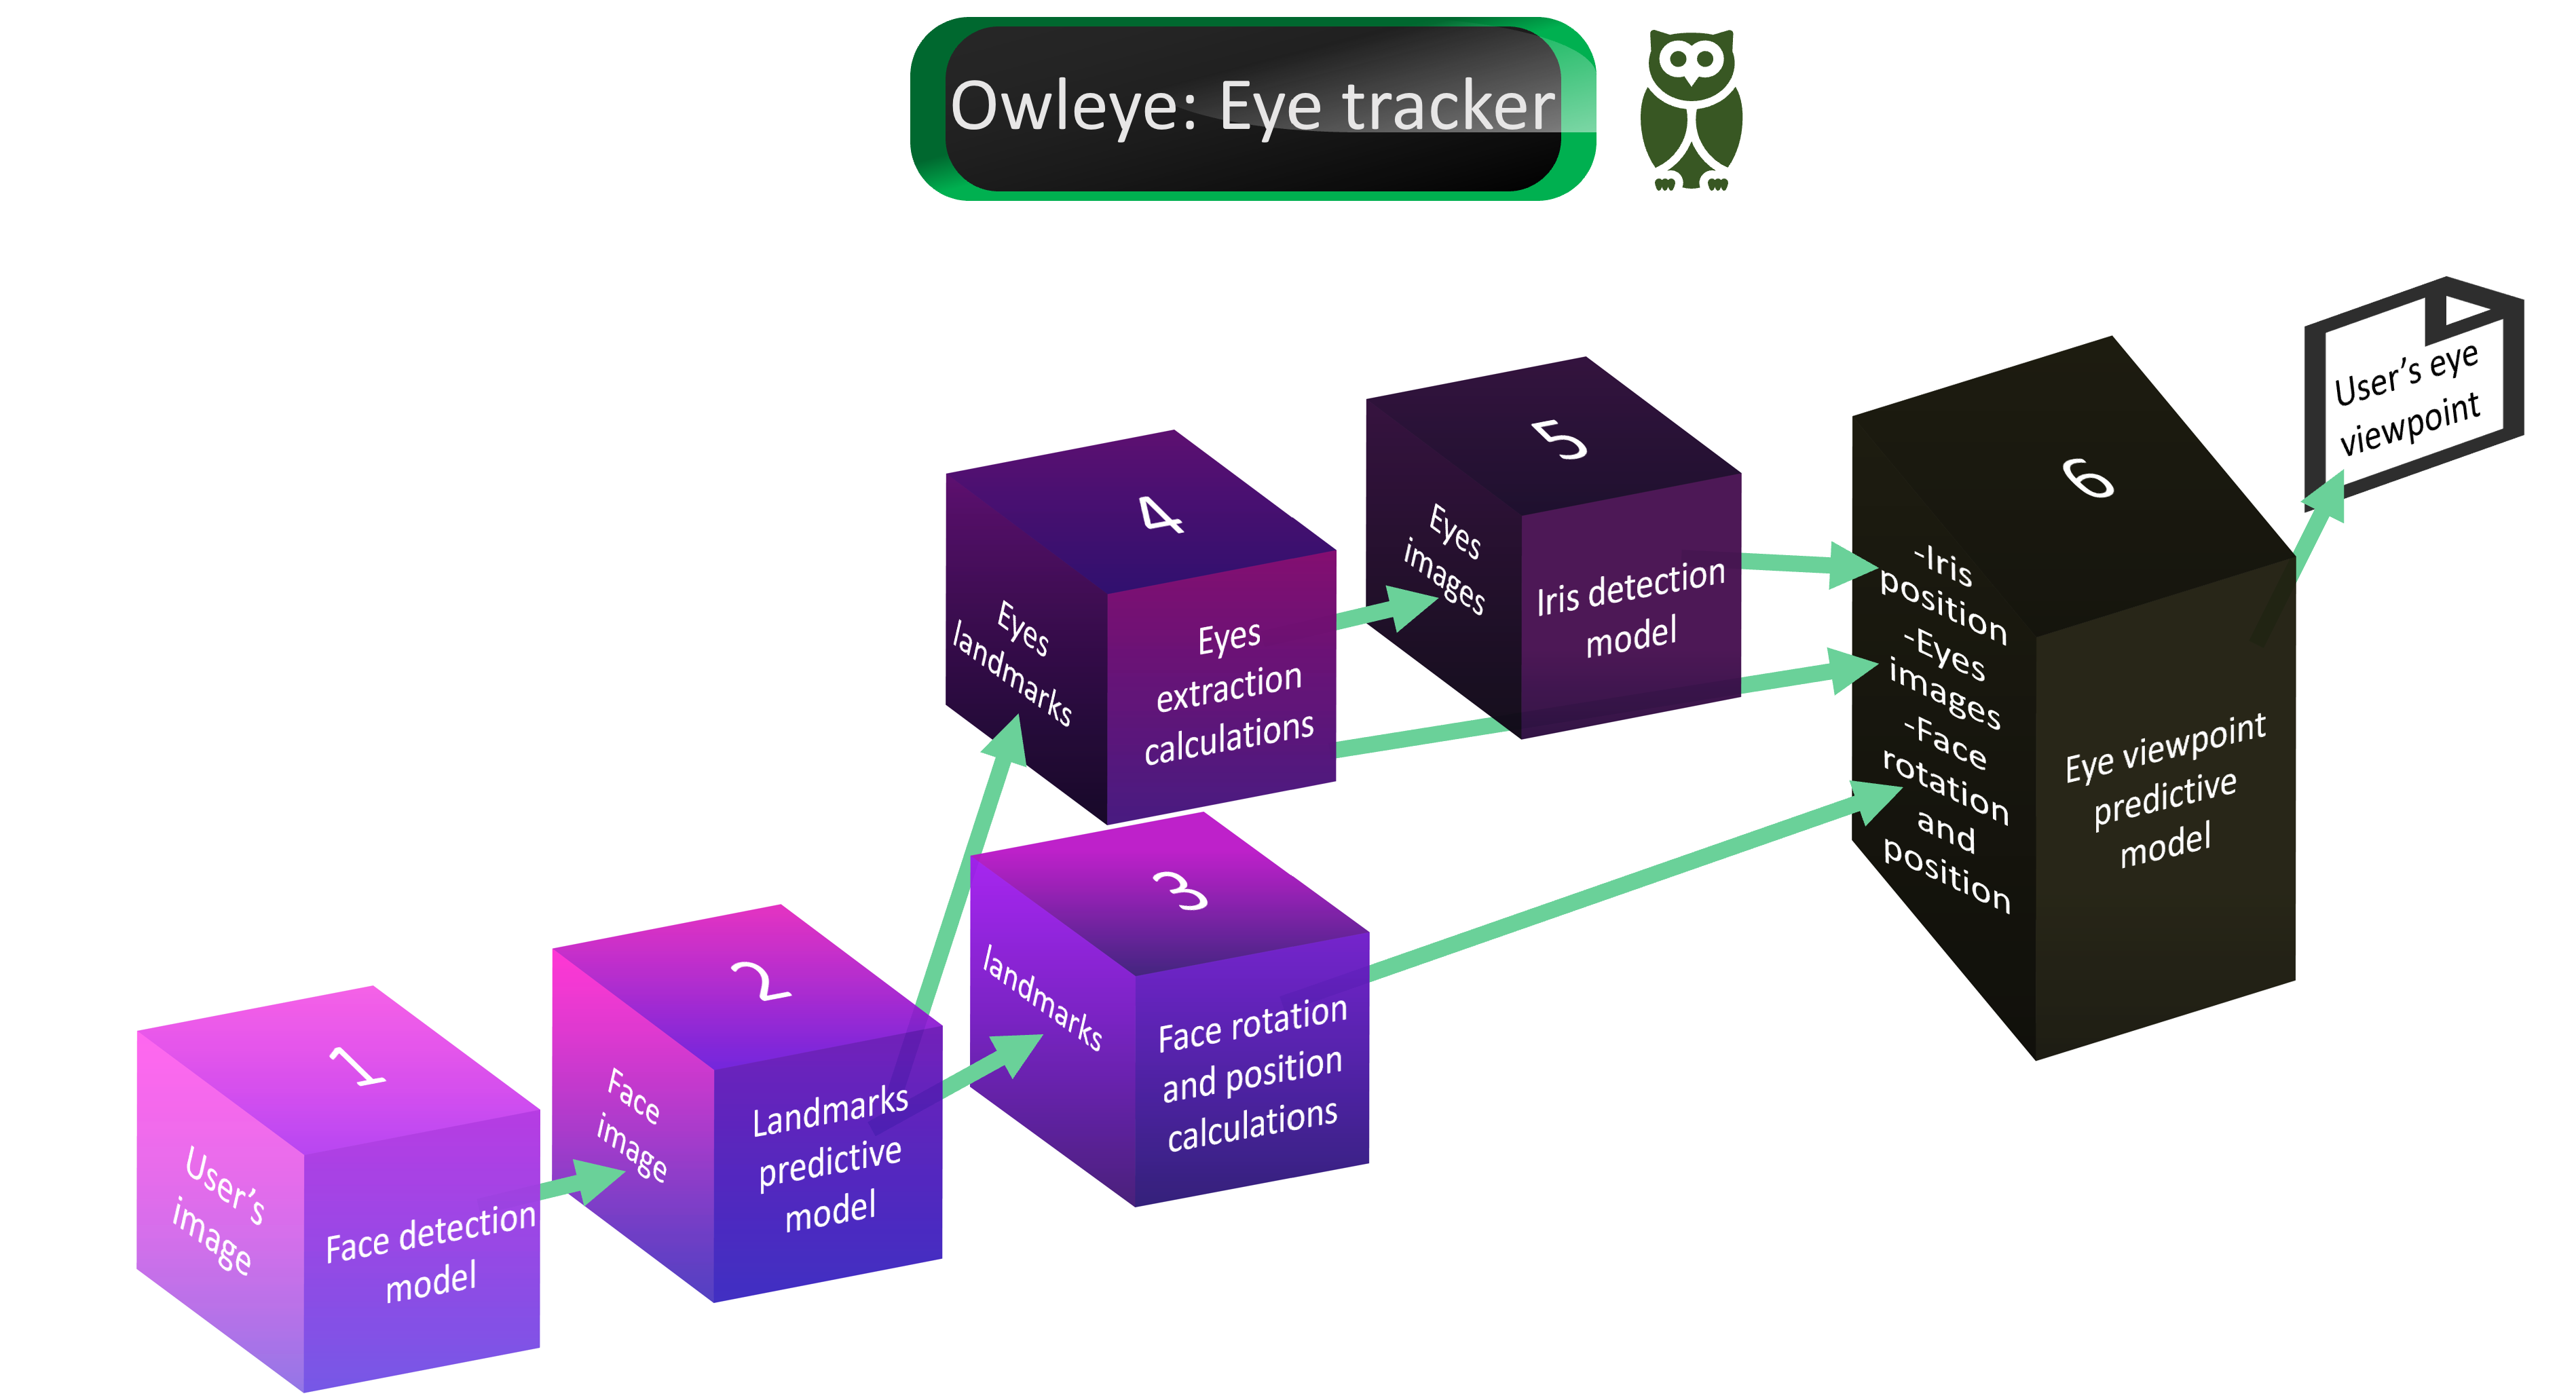 Owleye: Eye tracker
1
User’s
image
Face detection
model
2
Face
image
Landmarks
predictive
model
3
landmarks
Face rotation
and position
calculations
4
Eyes
landmarks
Eyes
extraction
calculations
5
Eyes
images
Iris detection
model
6
-Iris
position
-Eyes
images
-Face
rotation
and
position
Eye viewpoint
predictive
model
User’s eye
viewpoint